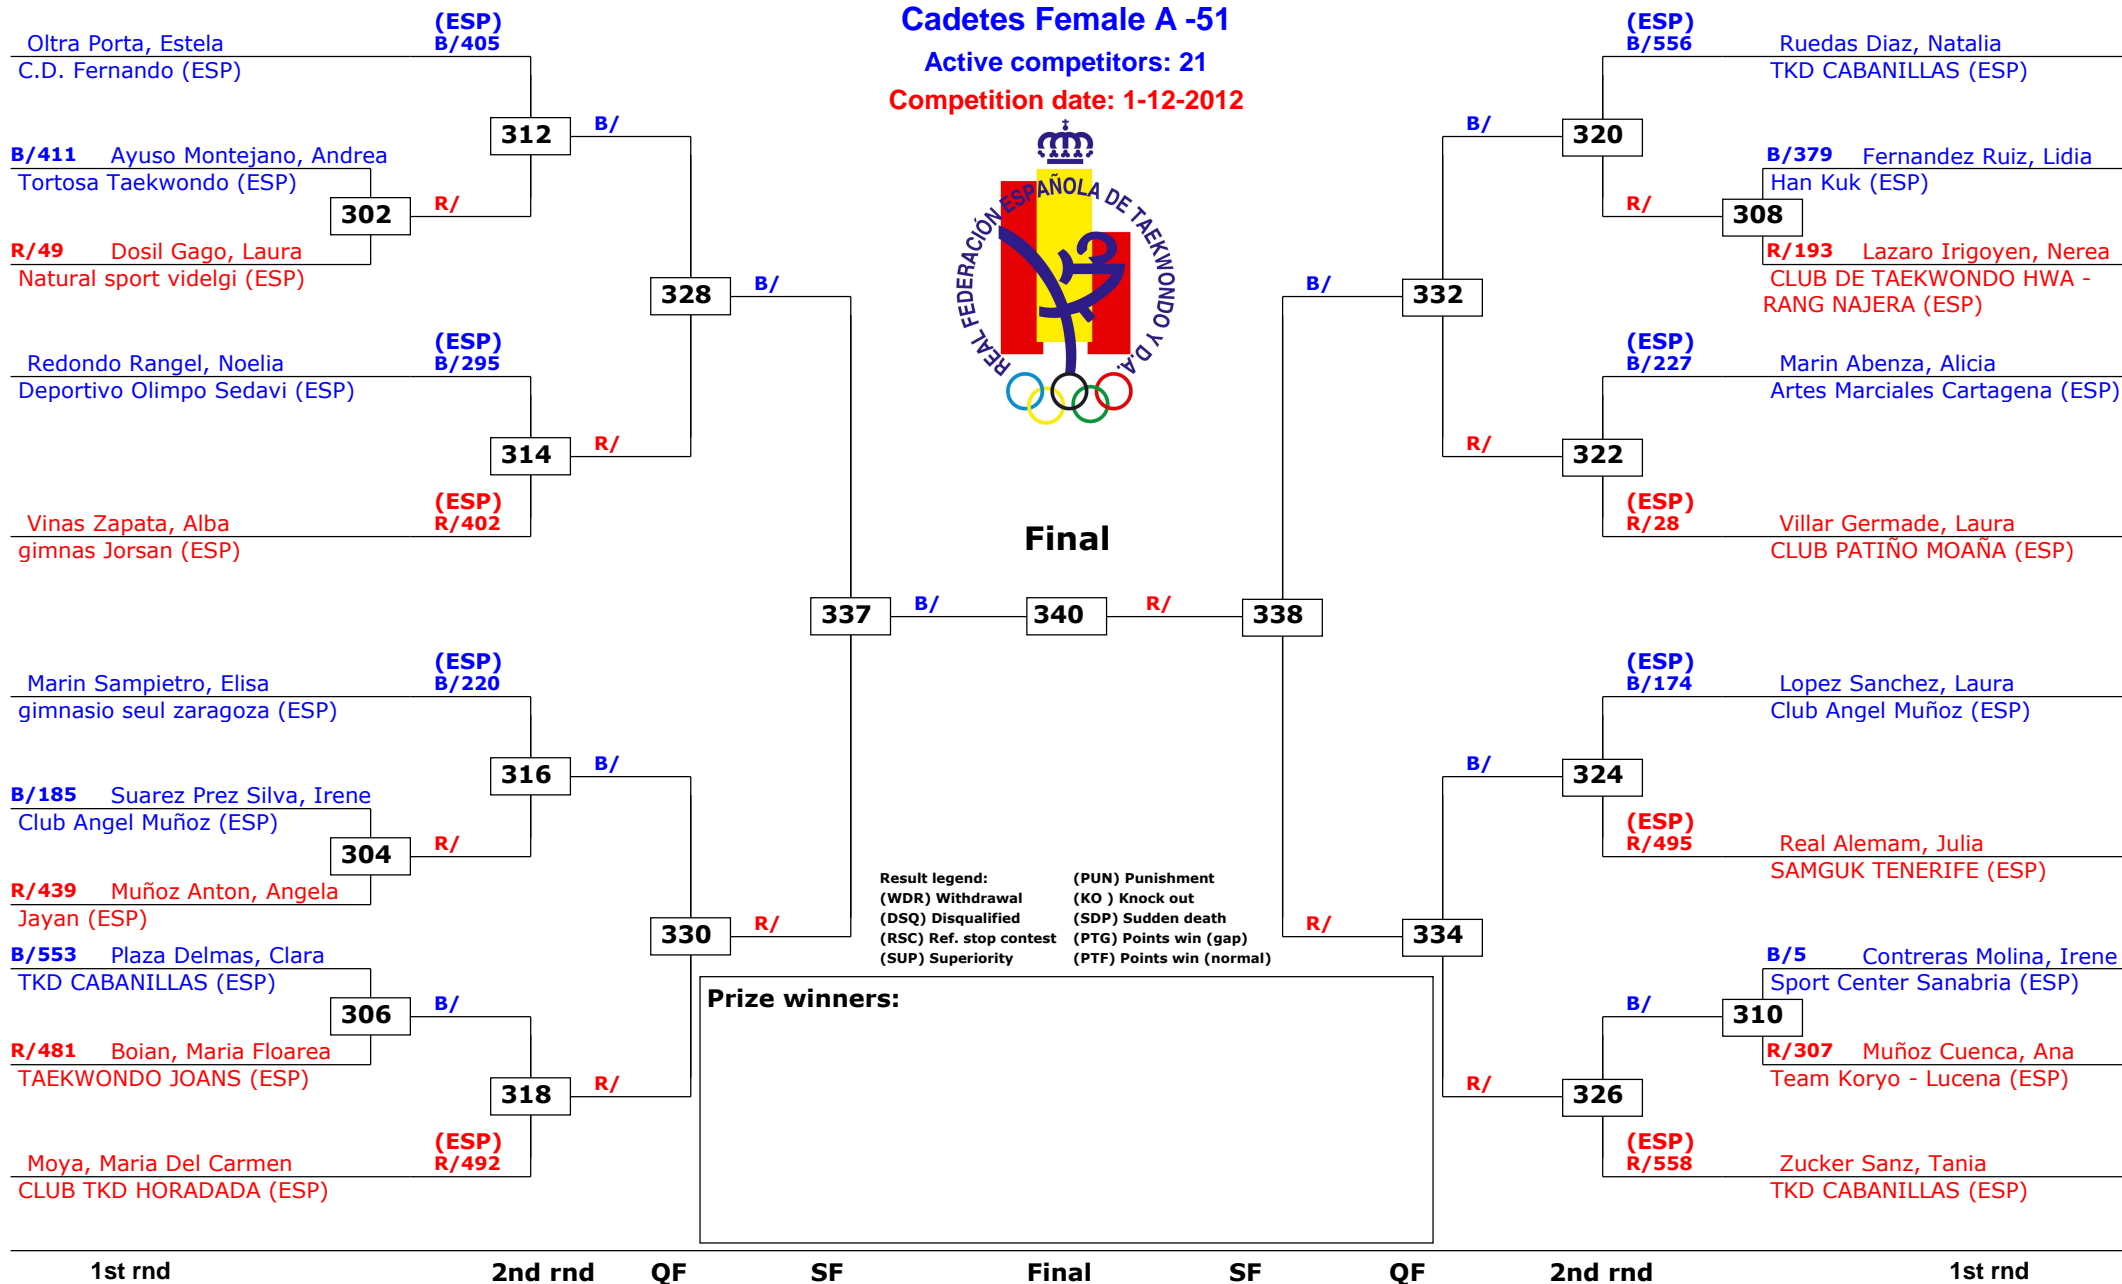 Cadetes Female A -51
Active competitors: 21
Competition date: 1-12-2012
REAL FEDERACIÓN ESPAÑOLA DE TAEKWONDO Y D.A.
(ESP)
Oltra Porta, Estela B/405
C.D. Fernando (ESP)
312
B/
B/411 Ayuso Montejano, Andrea
Tortosa Taekwondo (ESP)
302
R/
R/49 Dosil Gago, Laura
Natural sport videlgi (ESP)
328
B/
(ESP)
Redondo Rangel, Noelia B/295
Deportivo Olimpo Sedavi (ESP)
314
R/
(ESP)
Vinas Zapata, Alba R/402
gimnas Jorsan (ESP)
337
B/
(ESP)
Marin Sampietro, Elisa B/220
gimnasio seul zaragoza (ESP)
316
B/
B/185 Suarez Prez Silva, Irene
Club Angel Muñoz (ESP)
304
R/
R/439 Muñoz Anton, Angela
Jayan (ESP)
330
R/
B/553 Plaza Delmas, Clara
TKD CABANILLAS (ESP)
306
B/
R/481 Boian, Maria Floarea
TAEKWONDO JOANS (ESP)
318
R/
(ESP)
Moya, Maria Del Carmen R/492
CLUB TKD HORADADA (ESP)
Final
340
R/
338
(ESP)
B/556 Ruedas Diaz, Natalia
TKD CABANILLAS (ESP)
B/
320
B/379 Fernandez Ruiz, Lidia
Han Kuk (ESP)
R/
308
R/193 Lazaro Irigoyen, Nerea
CLUB DE TAEKWONDO HWA -
RANG NAJERA (ESP)
B/
332
(ESP)
B/227 Marin Abenza, Alicia
Artes Marciales Cartagena (ESP)
R/
322
(ESP)
R/28 Villar Germade, Laura
CLUB PATIÑO MOAÑA (ESP)
(ESP)
B/174 Lopez Sanchez, Laura
Club Angel Muñoz (ESP)
B/
324
(ESP)
R/495 Real Alemam, Julia
SAMGUK TENERIFE (ESP)
R/
334
B/5 Contreras Molina, Irene
Sport Center Sanabria (ESP)
B/
310
R/307 Muñoz Cuenca, Ana
Team Koryo - Lucena (ESP)
R/
326
(ESP)
R/558 Zucker Sanz, Tania
TKD CABANILLAS (ESP)
Result legend: (PUN) Punishment
(WDR) Withdrawal (KO ) Knock out
(DSQ) Disqualified (SDP) Sudden death
(RSC) Ref. stop contest (PTG) Points win (gap)
(SUP) Superiority (PTF) Points win (normal)
Prize winners:
1st rnd 2nd rnd QF SF Final SF QF 2nd rnd 1st rnd